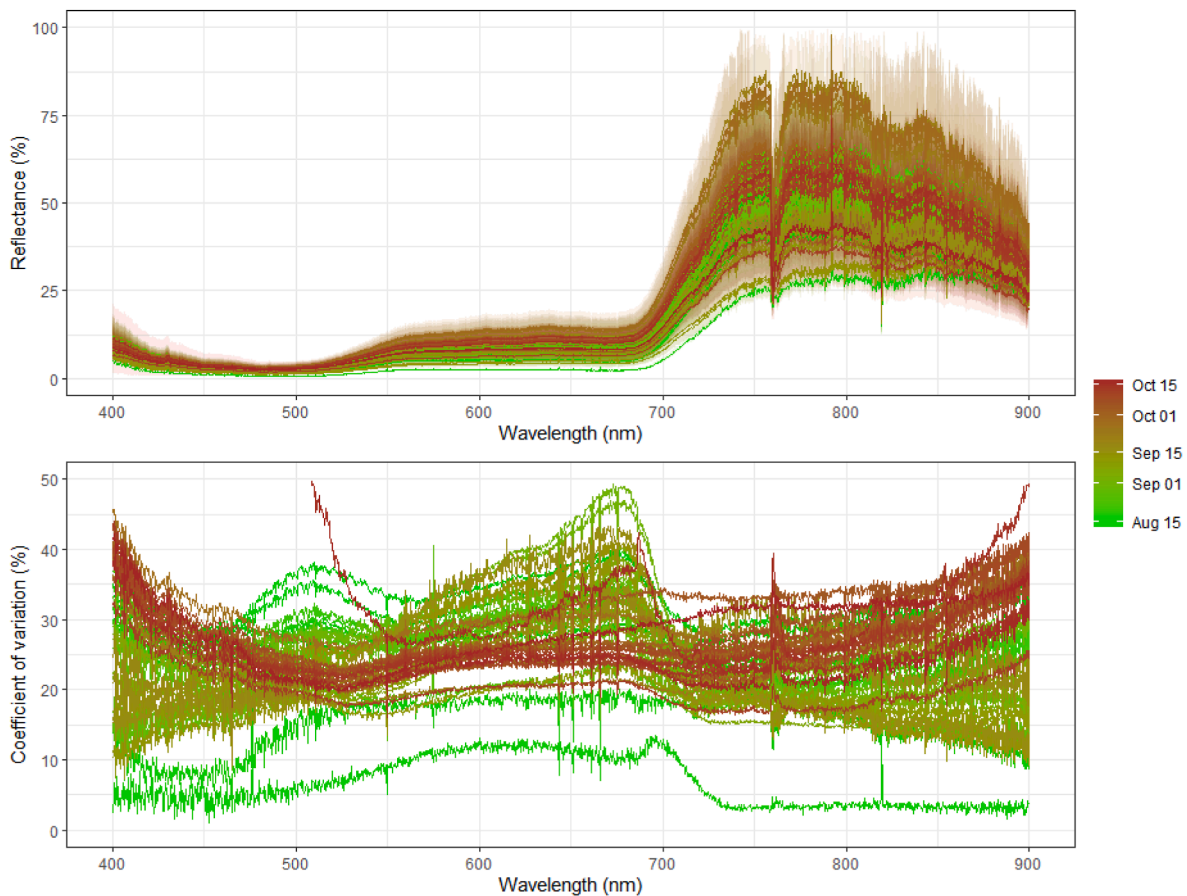 100
75
50
25
0
Reflectance (%)
400 500 600 700 800 900
Wavelength (nm)
Oct 15
Oct 01
Sep 15
Sep 01
Aug 15
50
40
30
20
10
0
Coefficient of variation (%)
400 500 600 700 800 900
Wavelength (nm)